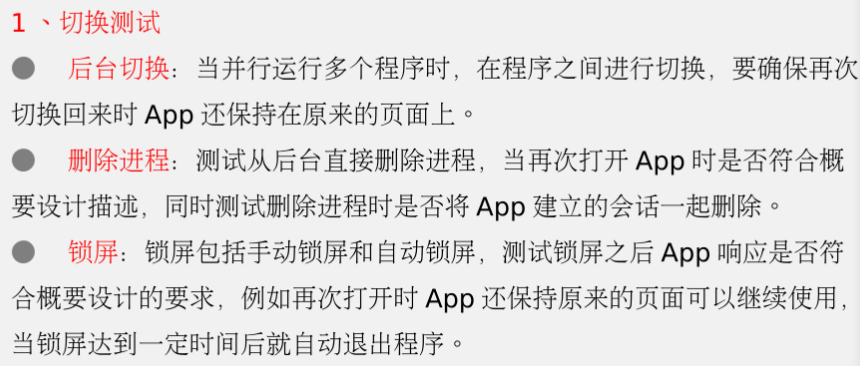 1、切换测试
● 后台切换：当并行运行多个程序时，在程序之间进行切换，要确保再次
切换回来时 App 还保持在原来的页面上。
● 删除进程：测试从后台直接删除进程，当再次打开 App 时是否符合概
要设计描述，同时测试删除进程时是否将 App 建立的会话一起删除。
● 锁屏：锁屏包括手动锁屏和自动锁屏，测试锁屏之后 App 响应是否符
合概要设计的要求，例如再次打开时 App 还保持原来的页面可以继续使用，
当锁屏达到一定时间后就自动退出程序。